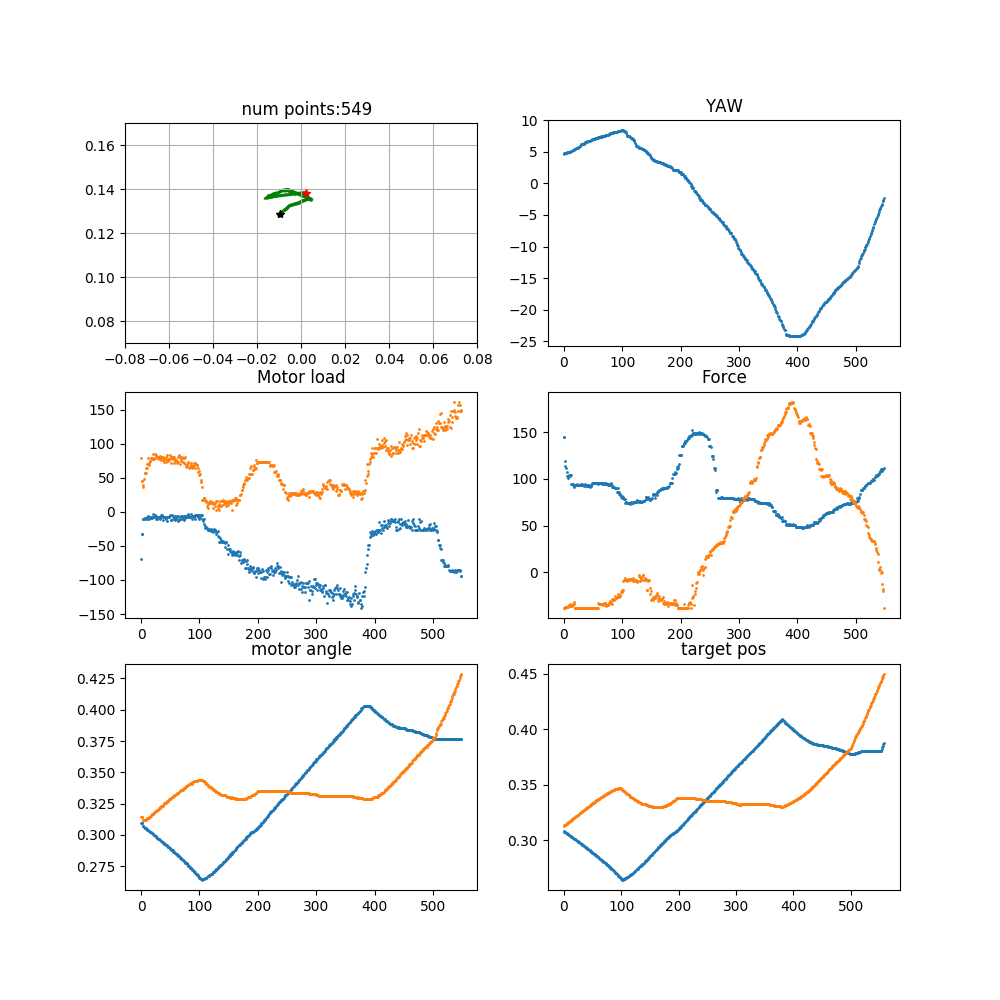 num points:549
0.16
0.14
0.12
0.10
0.08
−0.08 −0.06 −0.04 −0.02 0.00 0.02 0.04 0.06 0.08
YAW
10
5
0
−5
−10
−15
−20
−25
0 100 200 300 400 500
Motor load
150
100
50
0
−50
−100
−150
0 100 200 300 400 500
Force
150
100
50
0
0 100 200 300 400 500
motor angle
0.425
0.400
0.375
0.350
0.325
0.300
0.275
0 100 200 300 400 500
target pos
0.45
0.40
0.35
0.30
0 100 200 300 400 500